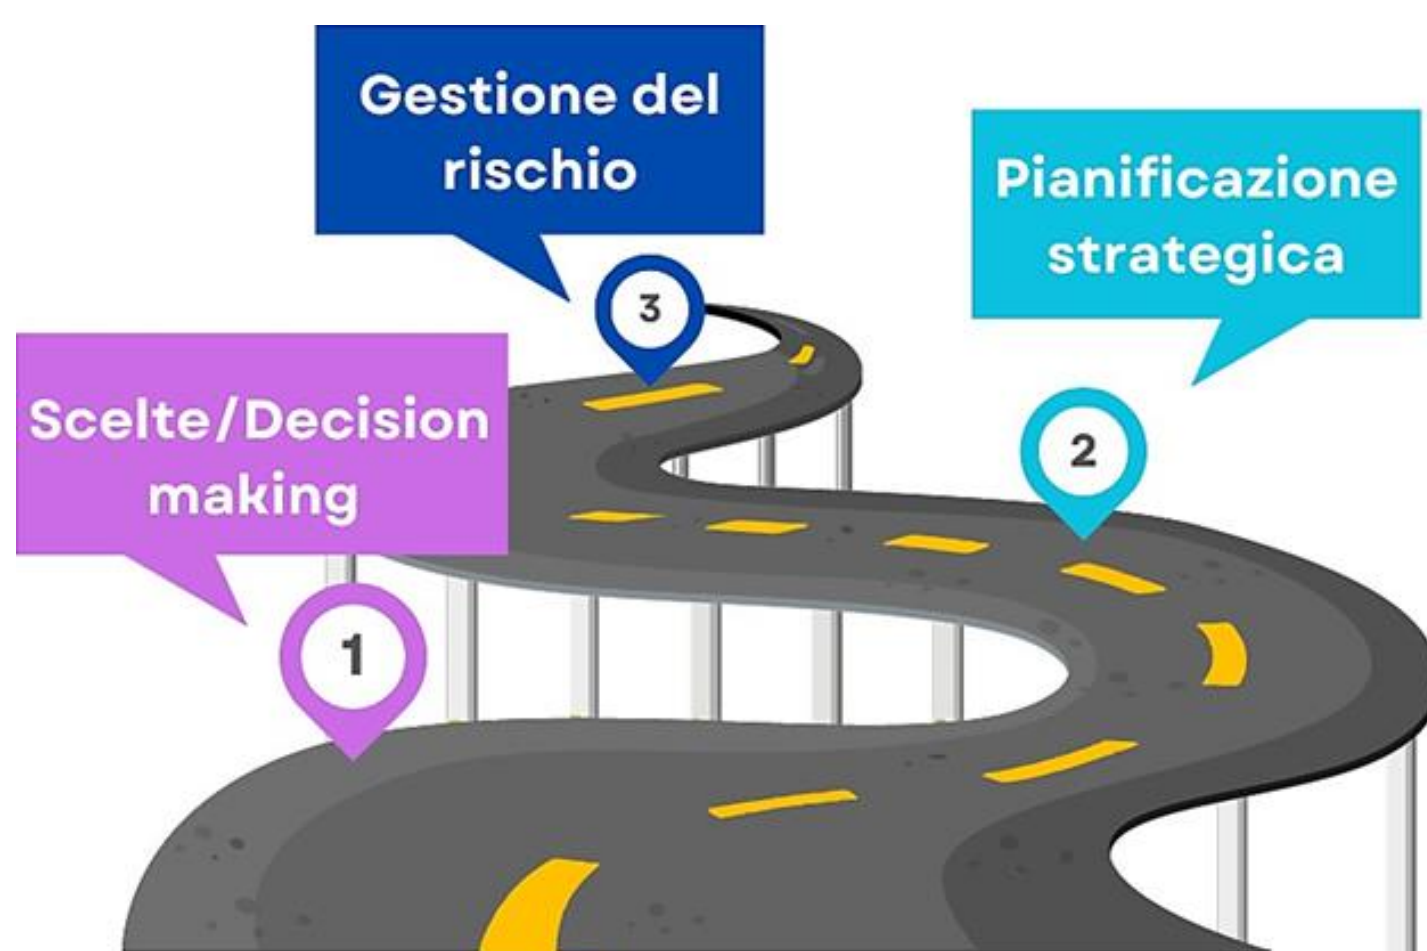 Gestione del
rischio
3
Pianificazione
strategica
2
Scelte/Decision
making
1